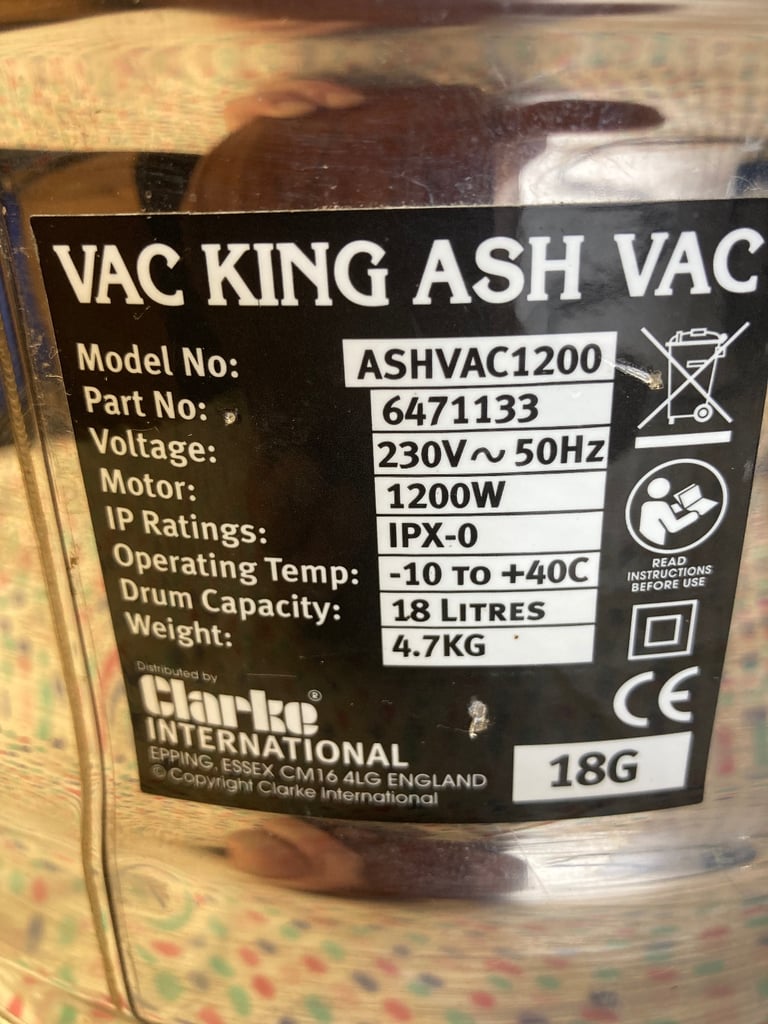 VAC KING ASH VAC
Model No: ASHVAC1200
Part No: 6471133
Voltage: 230V~ 50Hz
Motor: 1200W
IP Ratings: IPX-0
Operating Temp: -10 TO +40C
Drum Capacity: 18 LITRES
Weight: 4.7KG
READ
INSTRUCTIONS
BEFORE USE
Distributed by
Clarke®
INTERNATIONAL
EPPING, ESSEX CM16 4LG ENGLAND
© Copyright Clarke International
CE
18G